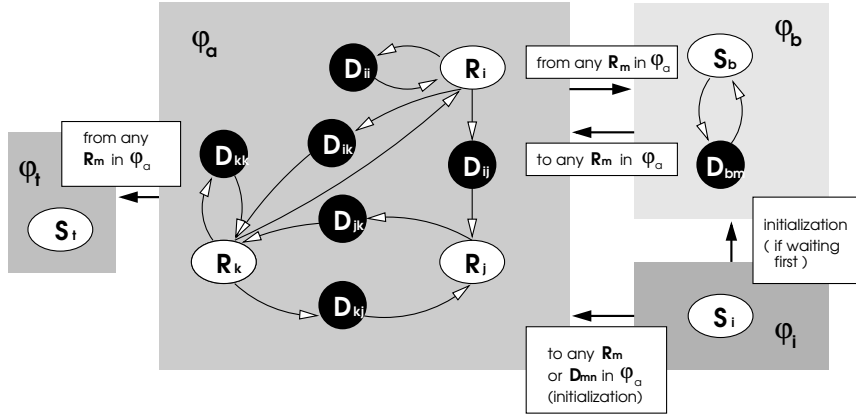 φa
φb
φt
φi
Dii
Ri
from any Rm in φa
Sb
from any
Rm in φa
Dkk
Dik
Dij
to any Rm in φa
Dbm
St
Djk
Rk
Rj
Dkj
initialization
( if waiting
first )
Si
to any Rm
or Dmn in φa
(initialization)